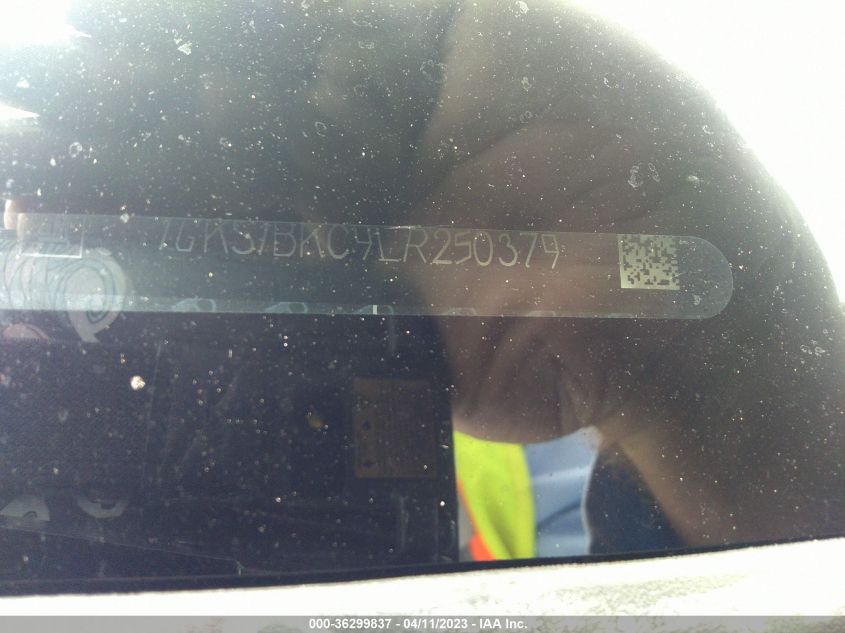 1GKS1BKC9LR250379
000-36299837 - 04/11/2023 - IAA Inc.